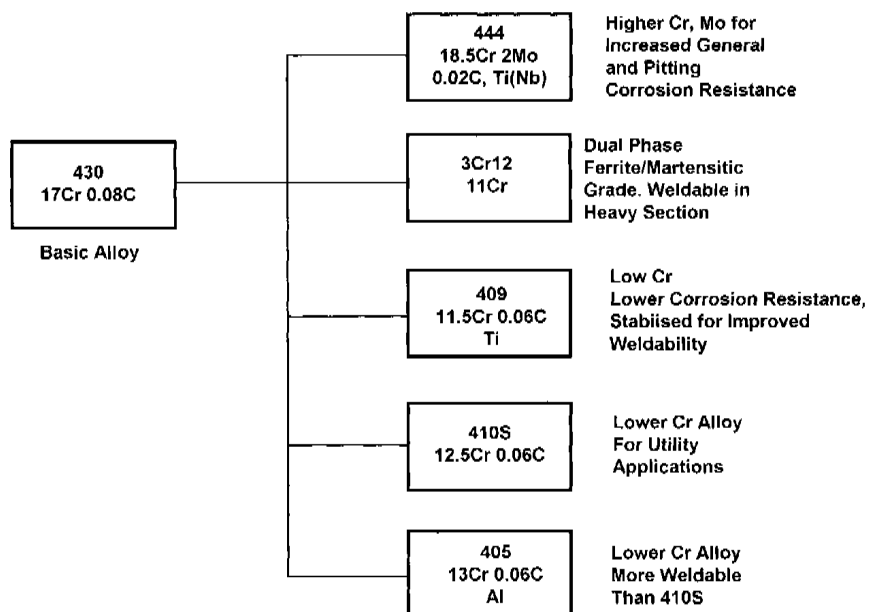 444
18.5Cr 2Mo
0.02C, Ti(Nb)
Higher Cr, Mo for
Increased General
and Pitting
Corrosion Resistance
430
17Cr 0.08C
Basic Alloy
3Cr12
11Cr
Dual Phase
Ferrite/Martensitic
Grade. Weldable in
Heavy Section
409
11.5Cr 0.06C
Ti
Low Cr
Lower Corrosion Resistance,
Stabiised for Improved
Weldability
410S
12.5Cr 0.06C
Lower Cr Alloy
For Utility
Applications
405
13Cr 0.06C
Al
Lower Cr Alloy
More Weldable
Than 410S